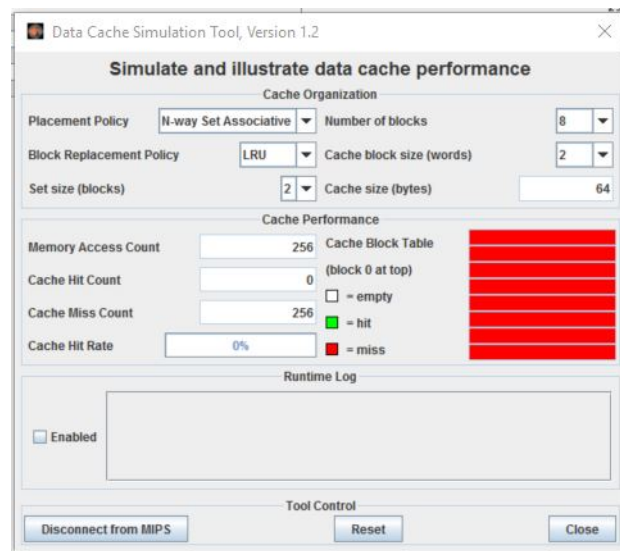 Data Cache Simulation Tool, Version 1.2
Simulate and illustrate data cache performance
Cache Organization
Placement Policy N-way Set Associative Number of blocks 8
Block Replacement Policy LRU Cache block size (words) 2
Set size (blocks) 2 Cache size (bytes) 64
Cache Performance
Memory Access Count 256 Cache Block Table
(block 0 at top)
Cache Hit Count 0
= empty
Cache Miss Count 256
= hit
Cache Hit Rate 0%
= miss
Runtime Log
Enabled
Tool Control
Disconnect from MIPS Reset Close